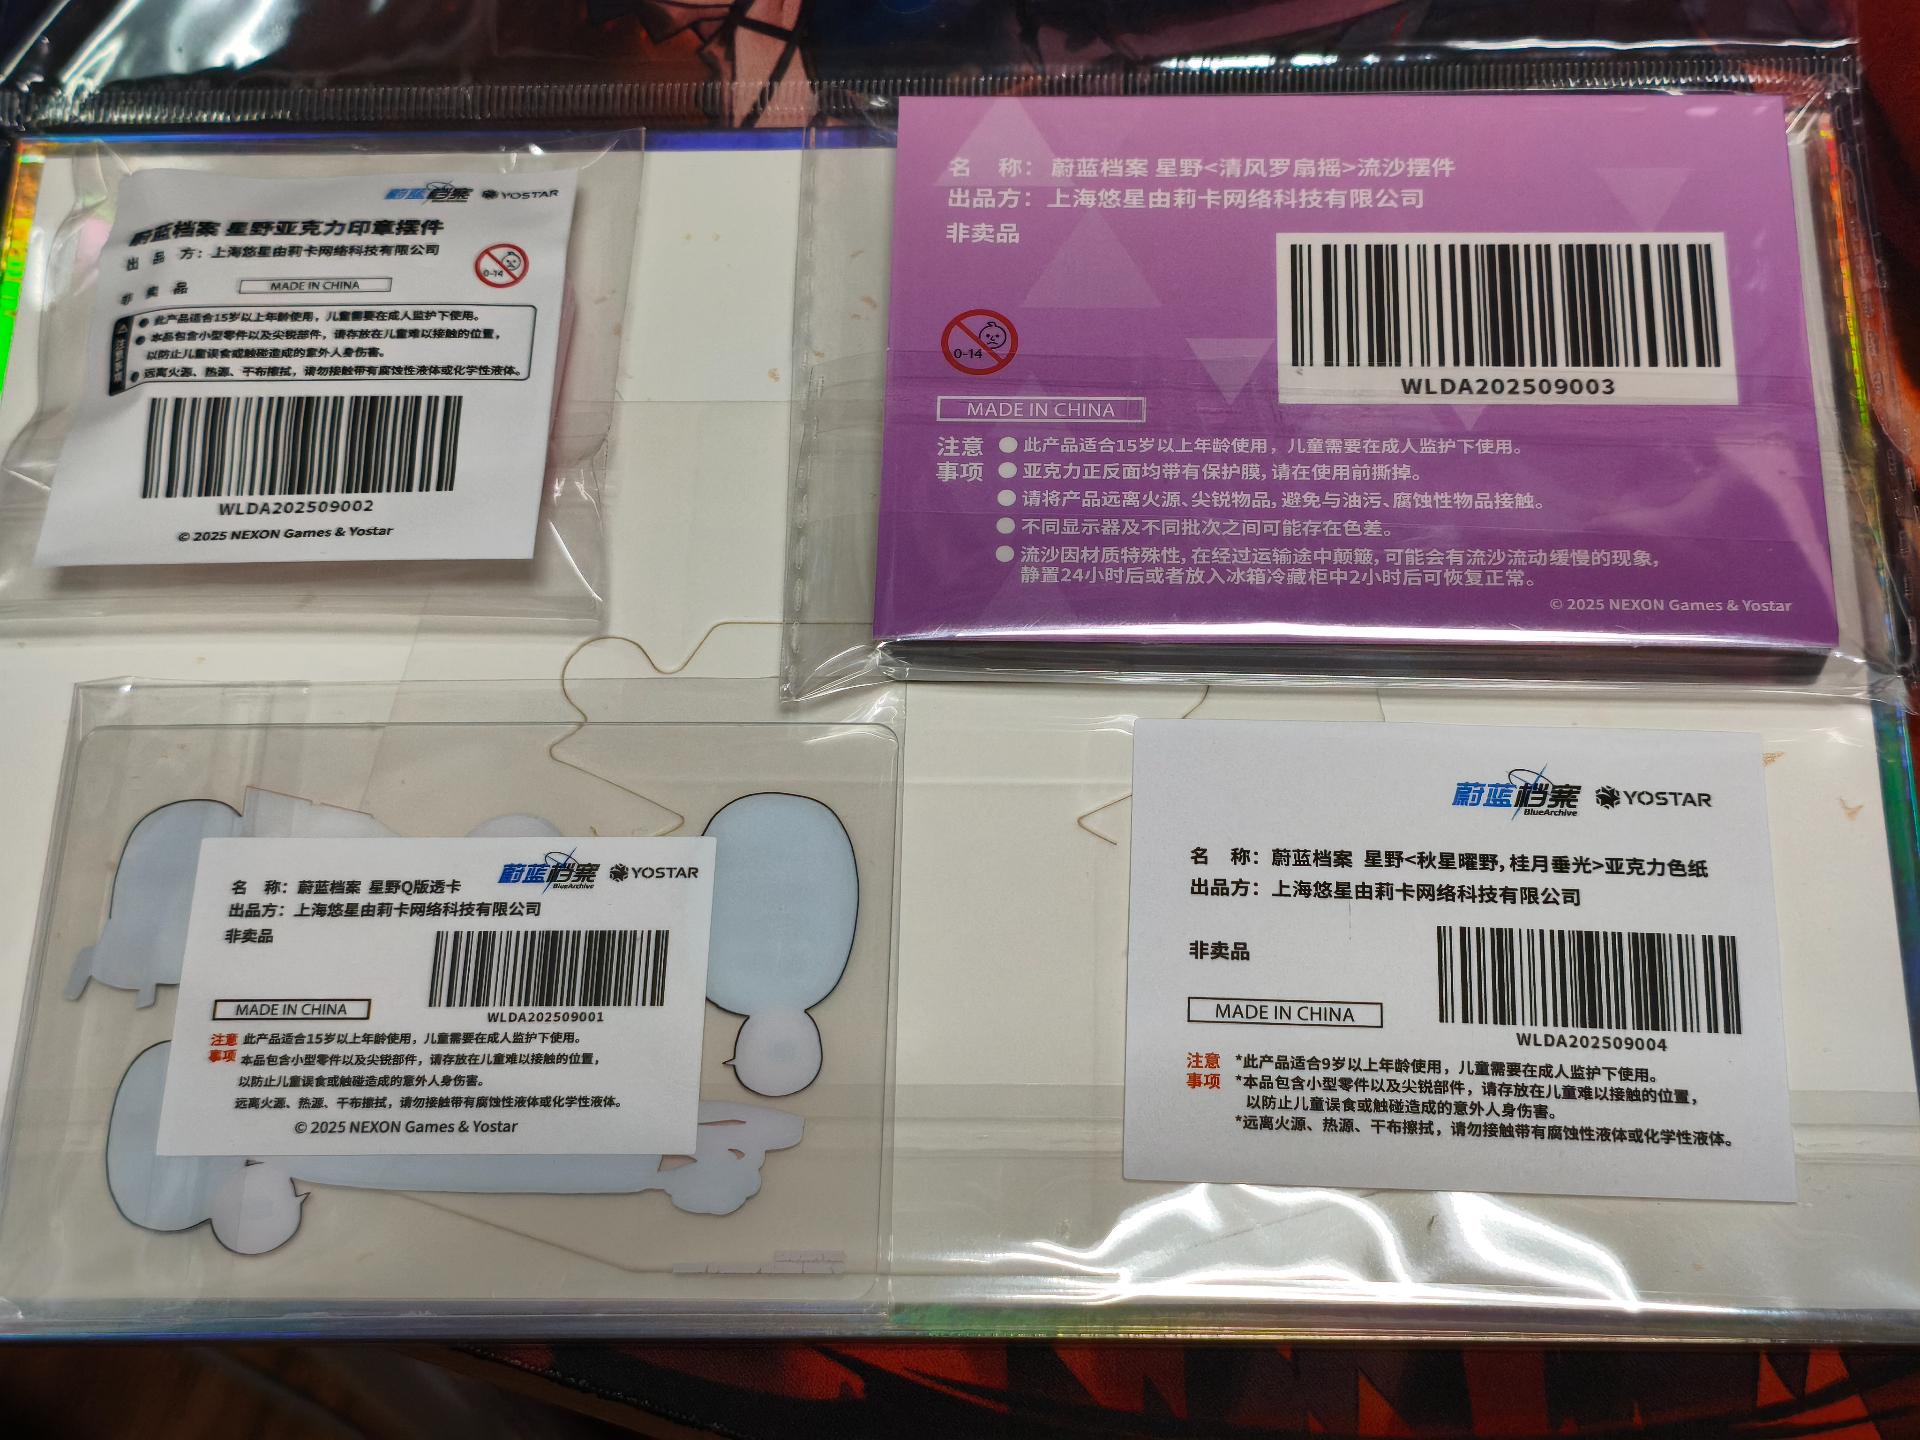 蔚蓝档案 YOSTAR
蔚蓝档案 星野亚克力印章摆件
出 品 方：上海悠星由莉卡网络科技有限公司
0-14
非 卖 品
MADE IN CHINA
注意事项
● 此产品适合15岁以上年龄使用，儿童需要在成人监护下使用。
● 本品包含小型零件以及尖锐部件，请存放在儿童难以接触的位置，
以防止儿童误食或触碰造成的意外人身伤害。
● 远离火源、热源、干布擦拭，请勿接触带有腐蚀性液体或化学性液体。
WLDA202509002
© 2025 NEXON Games & Yostar
名 称： 蔚蓝档案 星野<清风罗扇摇>流沙摆件
出品方： 上海悠星由莉卡网络科技有限公司
非卖品
WLDA202509003
0-14
MADE IN CHINA
注意事项
● 此产品适合15岁以上年龄使用，儿童需要在成人监护下使用。
● 亚克力正反面均带有保护膜,请在使用前撕掉。
● 请将产品远离火源、尖锐物品,避免与油污、腐蚀性物品接触。
● 不同显示器及不同批次之间可能存在色差。
● 流沙因材质特殊性,在经过运输途中颠簸,可能会有流沙流动缓慢的现象，
静置24小时后或者放入冰箱冷藏柜中2小时后可恢复正常。
© 2025 NEXON Games & Yostar
蔚蓝档案 BlueArchive YOSTAR
名 称： 蔚蓝档案 星野Q版透卡
出品方： 上海悠星由莉卡网络科技有限公司
非卖品
WLDA202509001
MADE IN CHINA
注意事项
此产品适合15岁以上年龄使用，儿童需要在成人监护下使用。
本品包含小型零件以及尖锐部件，请存放在儿童难以接触的位置，
以防止儿童误食或触碰造成的意外人身伤害。
远离火源、热源、干布擦拭，请勿接触带有腐蚀性液体或化学性液体。
© 2025 NEXON Games & Yostar
蔚蓝档案 BlueArchive YOSTAR
名 称： 蔚蓝档案 星野<秋星曜野,桂月垂光>亚克力色纸
出品方： 上海悠星由莉卡网络科技有限公司
非卖品
MADE IN CHINA
WLDA202509004
注意事项
*此产品适合9岁以上年龄使用，儿童需要在成人监护下使用。
*本品包含小型零件以及尖锐部件，请存放在儿童难以接触的位置，
以防止儿童误食或触碰造成的意外人身伤害。
*远离火源、热源、干布擦拭，请勿接触带有腐蚀性液体或化学性液体。